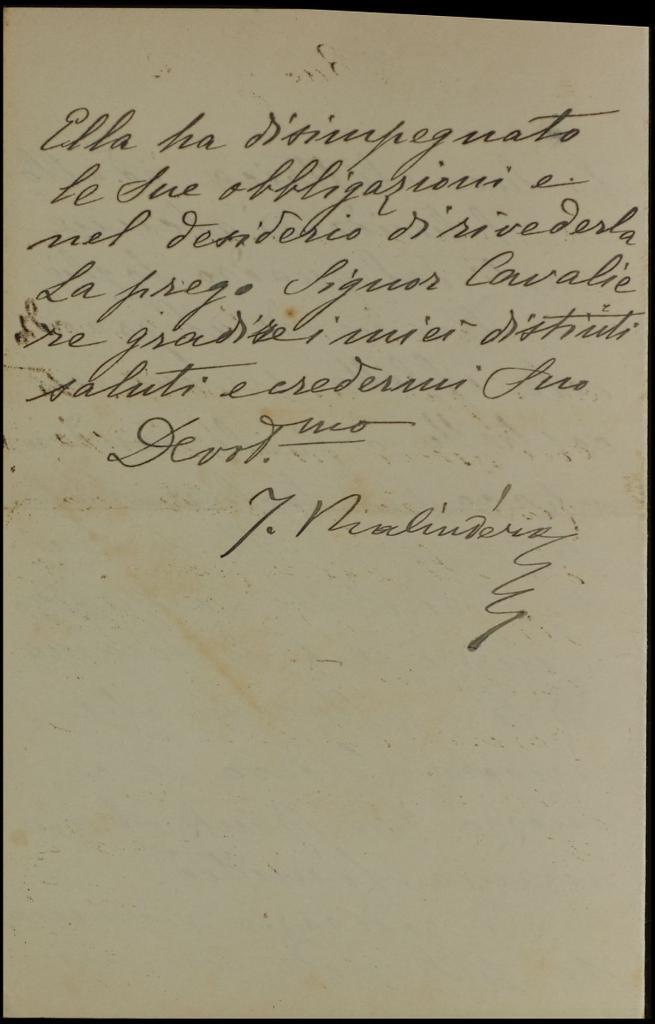 Ella ha disimpegnato
le Sue obbligazioni e
nel desiderio di rivederla
La prego Signor Cavalie
re gradire i miei distinti
saluti e credermi Suo
Devot.mo